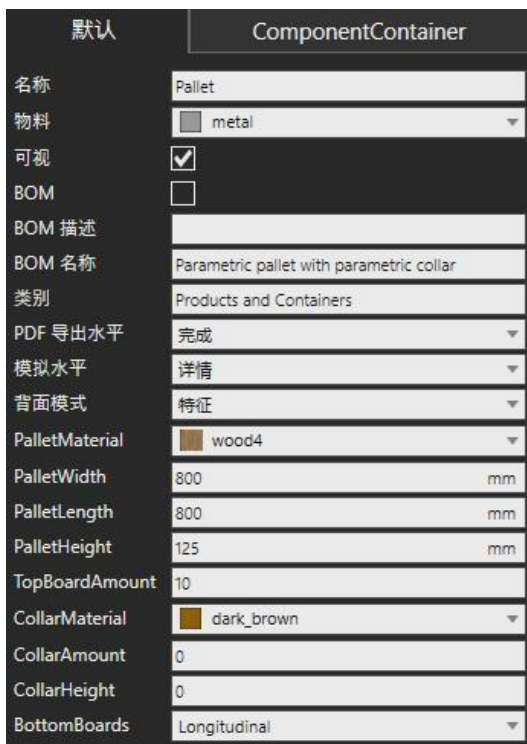 默认 ComponentContainer
名称 Pallet
物料 metal
可视
BOM
BOM 描述
BOM 名称 Parametric pallet with parametric collar
类别 Products and Containers
PDF 导出水平 完成
模拟水平 详情
背面模式 特征
PalletMaterial wood4
PalletWidth 800 mm
PalletLength 800 mm
PalletHeight 125 mm
TopBoardAmount 10
CollarMaterial dark_brown
CollarAmount 0
CollarHeight 0
BottomBoards Longitudinal